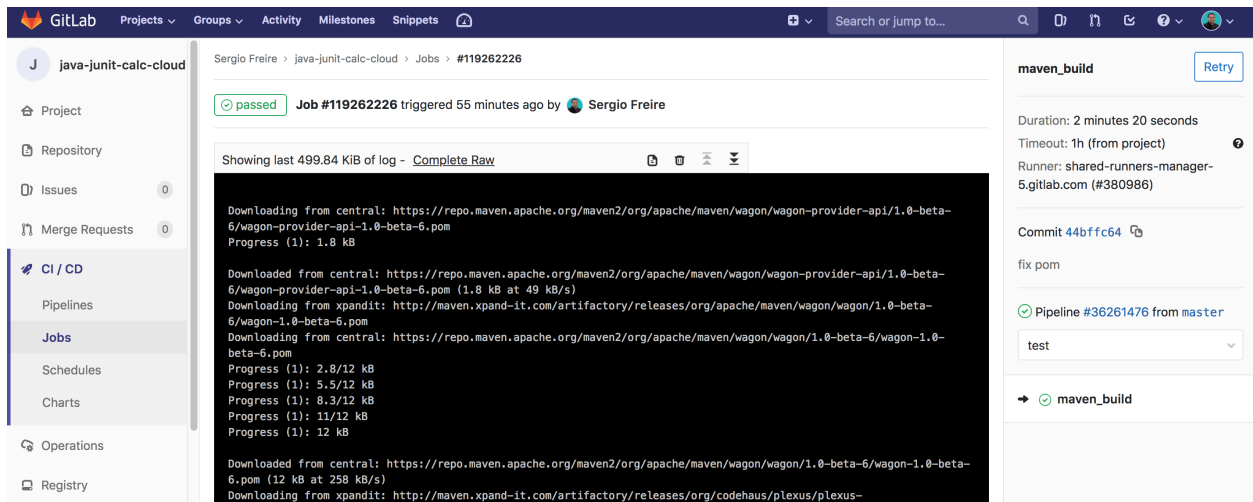 GitLab
Projects
Groups
Activity
Milestones
Snippets
Search or jump to...
J
java-junit-calc-cloud
Project
Repository
Issues 0
Merge Requests 0
CI / CD
Pipelines
Jobs
Schedules
Charts
Operations
Registry
Sergio Freire > java-junit-calc-cloud > Jobs > #119262226
passed Job #119262226 triggered 55 minutes ago by Sergio Freire
Showing last 499.84 KiB of log - Complete Raw
Downloading from central: https://repo.maven.apache.org/maven2/org/apache/maven/wagon/wagon-provider-api/1.0-beta-
6/wagon-provider-api-1.0-beta-6.pom
Progress (1): 1.8 kB
Downloaded from central: https://repo.maven.apache.org/maven2/org/apache/maven/wagon/wagon-provider-api/1.0-beta-
6/wagon-provider-api-1.0-beta-6.pom (1.8 kB at 49 kB/s)
Downloading from xpandit: http://maven.xpand-it.com/artifactory/releases/org/apache/maven/wagon/wagon/1.0-beta-
6/wagon-1.0-beta-6.pom
Downloading from central: https://repo.maven.apache.org/maven2/org/apache/maven/wagon/wagon/1.0-beta-6/wagon-1.0-
beta-6.pom
Progress (1): 2.8/12 kB
Progress (1): 5.5/12 kB
Progress (1): 8.3/12 kB
Progress (1): 11/12 kB
Progress (1): 12 kB
Downloaded from central: https://repo.maven.apache.org/maven2/org/apache/maven/wagon/wagon/1.0-beta-6/wagon-1.0-beta-
6.pom (12 kB at 258 kB/s)
Downloading from xpandit: http://maven.xpand-it.com/artifactory/releases/org/codehaus/plexus/plexus-
maven_build
Retry
Duration: 2 minutes 20 seconds
Timeout: 1h (from project)
Runner: shared-runners-manager-
5.gitlab.com (#380986)
Commit 44bffc64
fix pom
Pipeline #36261476 from master
test
maven_build